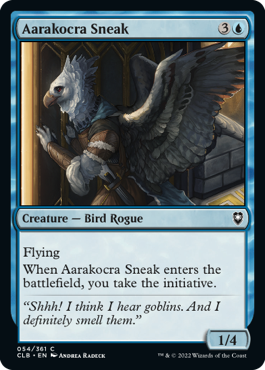 Aarakocra Sneak 3
Creature — Bird Rogue
Flying
When Aarakocra Sneak enters the
battlefield, you take the initiative.
“Shhh! I think I hear goblins. And I
definitely smell them.”
1/4
054/361 C
CLB • EN Andrea Radeck
™ & © 2022 Wizards of the Coast